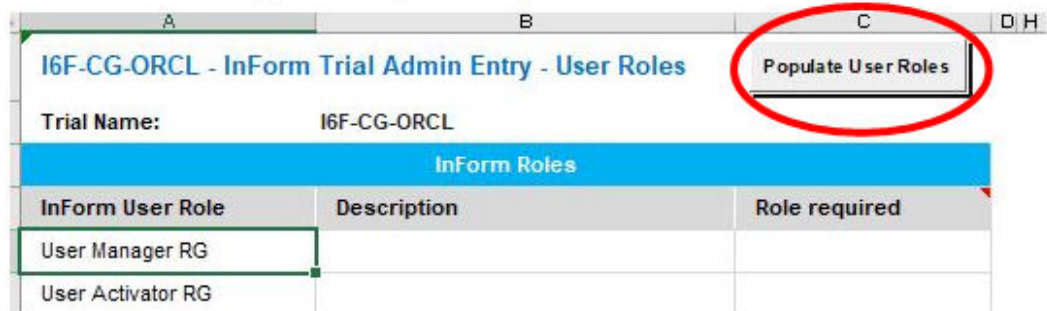 A B C D H
I6F-CG-ORCL - InForm Trial Admin Entry - User Roles Populate User Roles
Trial Name: I6F-CG-ORCL
InForm Roles
InForm User Role Description Role required
User Manager RG
User Activator RG